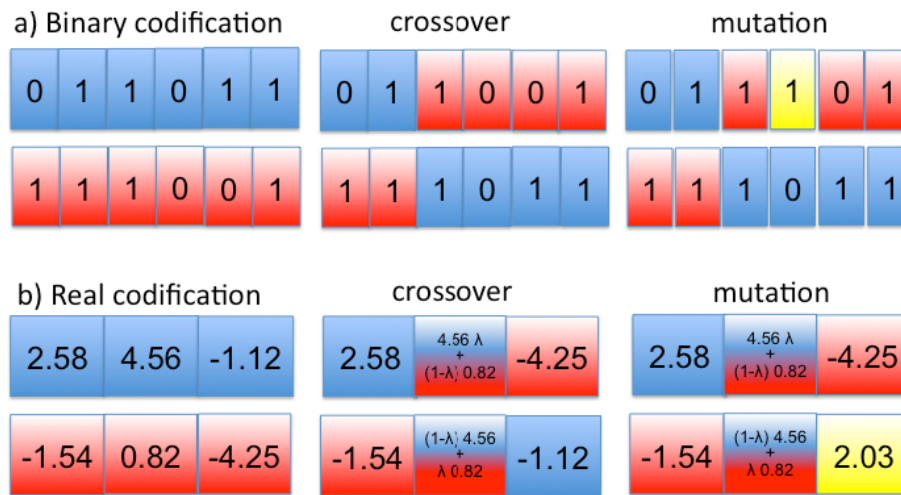 a) Binary codification crossover mutation
0 1 1 0 1 1 0 1 1 0 0 1 0 1 1 1 0 1
1 1 1 0 0 1 1 1 1 0 1 1 1 1 1 0 1 1
b) Real codification crossover mutation
2.58 4.56 -1.12 2.58 4.56 λ
+
(1-λ) 0.82 -4.25 2.58 4.56 λ
+
(1-λ) 0.82 -4.25
-1.54 0.82 -4.25 -1.54 (1-λ) 4.56
+
λ 0.82 -1.12 -1.54 (1-λ) 4.56
+
λ 0.82 2.03